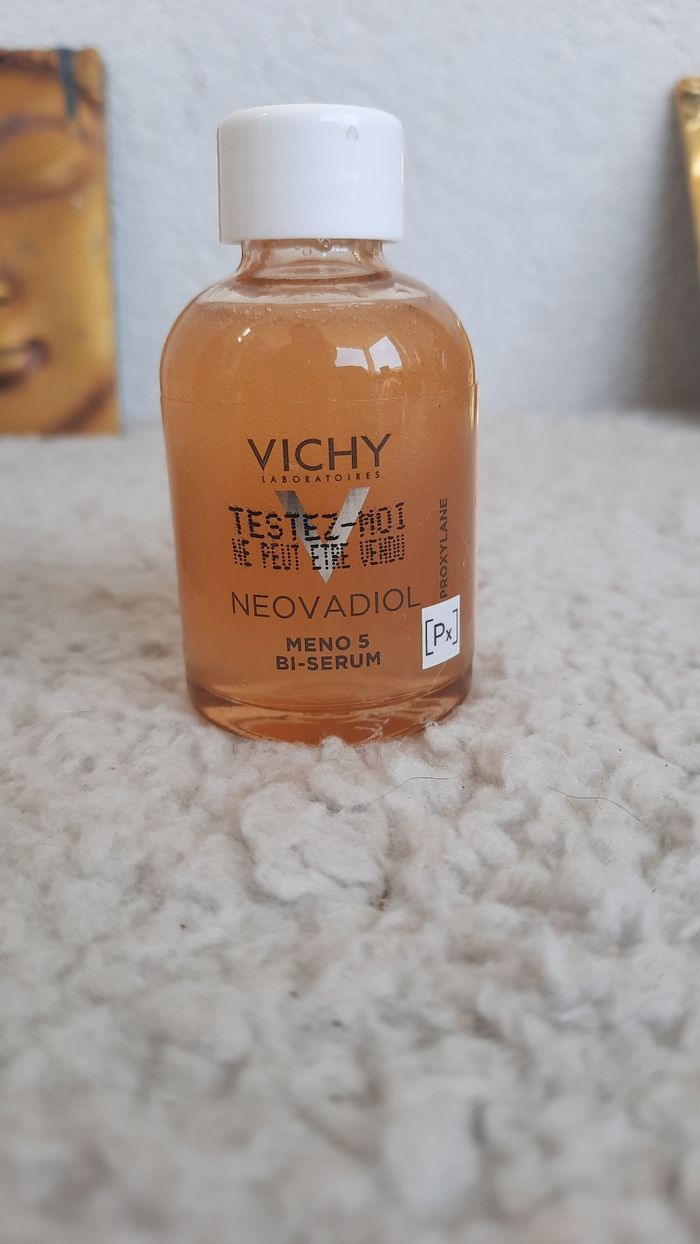 VICHY
LABORATOIRES
TESTEZ-MOI
NE PEUT ETRE VENDU
NEOVADIOL
MENO 5
BI-SERUM
PROXYLANE
[Px]